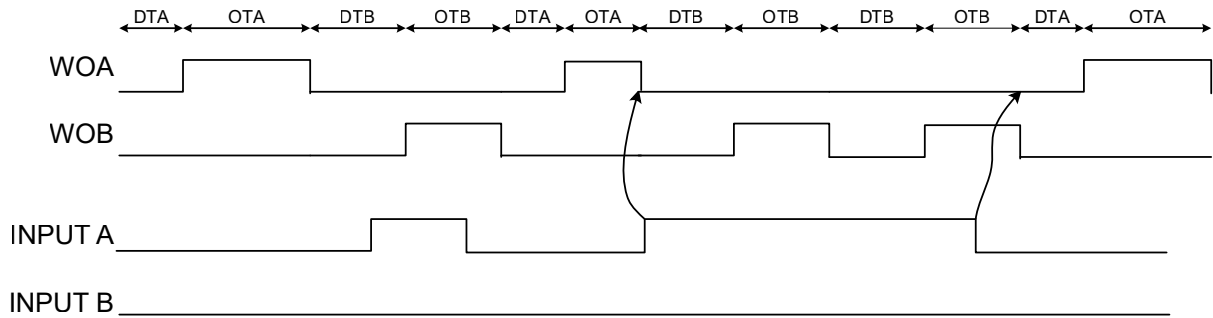 DTA OTA DTB OTB DTA OTA DTB OTB DTB OTB DTA OTA
WOA
WOB
INPUT A
INPUT B